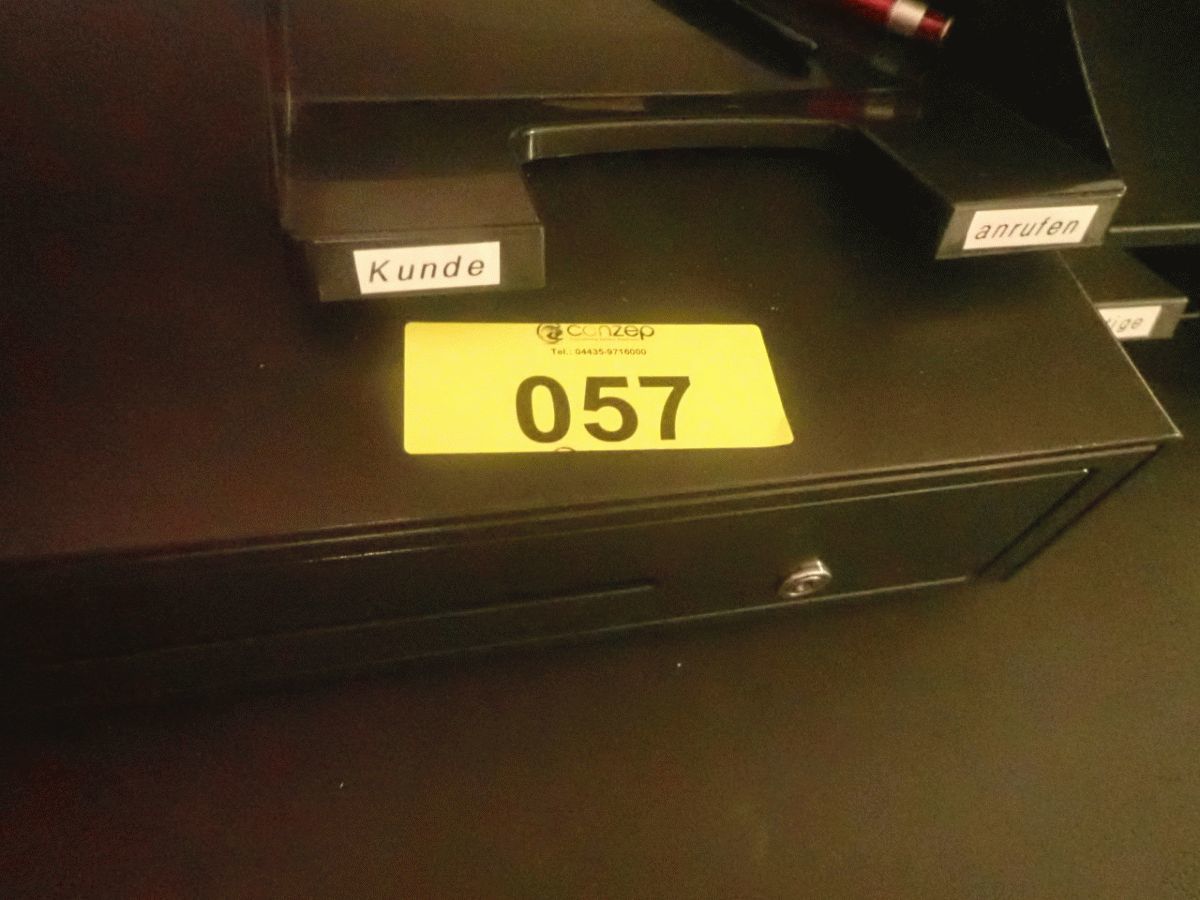 Kunde
anrufen
conzep
Tel.: 04435-9716000
057